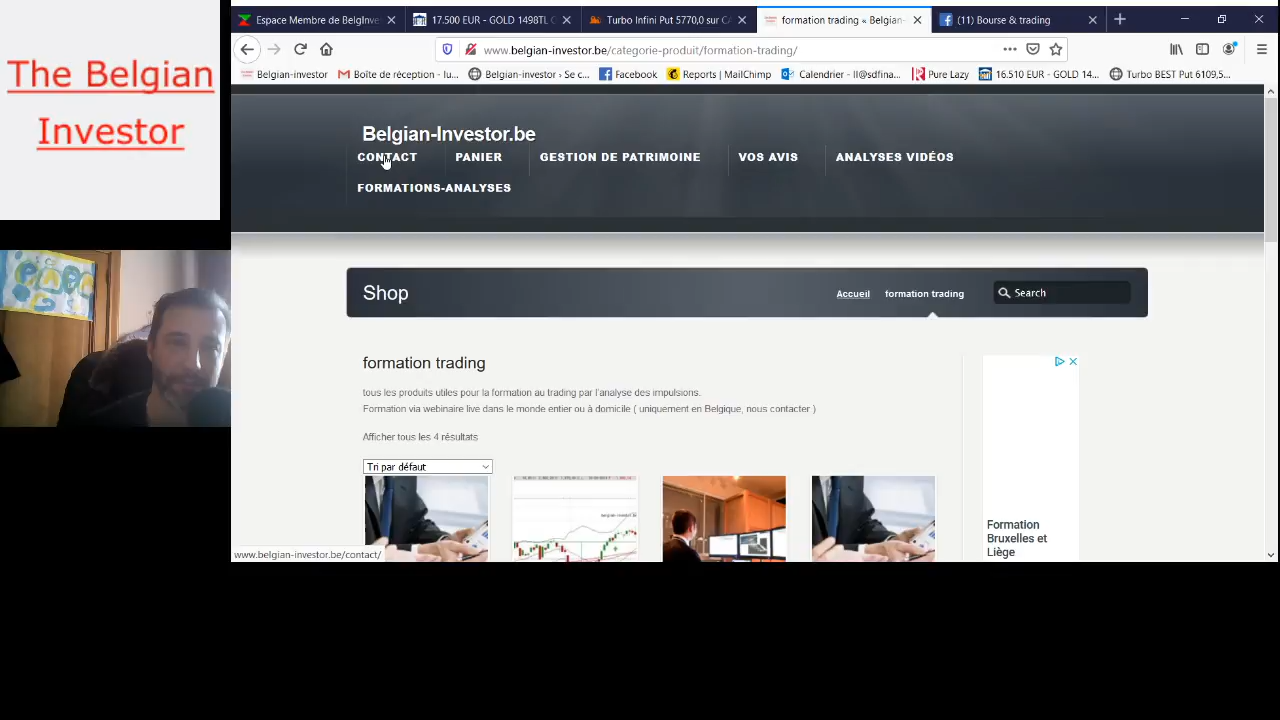 The Belgian
Investor
Espace Membre de BelgInve
17.500 EUR - GOLD 1498TL C
Turbo Infini Put 5770,0 sur CA
formation trading « Belgian-
(11) Bourse & trading
www.belgian-investor.be/categorie-produit/formation-trading/
Belgian-investor
Boîte de réception - lu...
Belgian-investor › Se c...
Facebook
Reports | MailChimp
Calendrier - ll@sdfina...
Pure Lazy
16.510 EUR - GOLD 14...
Turbo BEST Put 6109,5...
Belgian-Investor.be
CONTACT PANIER GESTION DE PATRIMOINE VOS AVIS ANALYSES VIDÉOS
FORMATIONS-ANALYSES
Shop
Accueil formation trading
Search
formation trading
tous les produits utiles pour la formation au trading par l'analyse des impulsions.
Formation via webinaire live dans le monde entier ou à domicile ( uniquement en Belgique, nous contacter )
Afficher tous les 4 résultats
Tri par défaut
Formation
Bruxelles et
Liège
www.belgian-investor.be/contact/